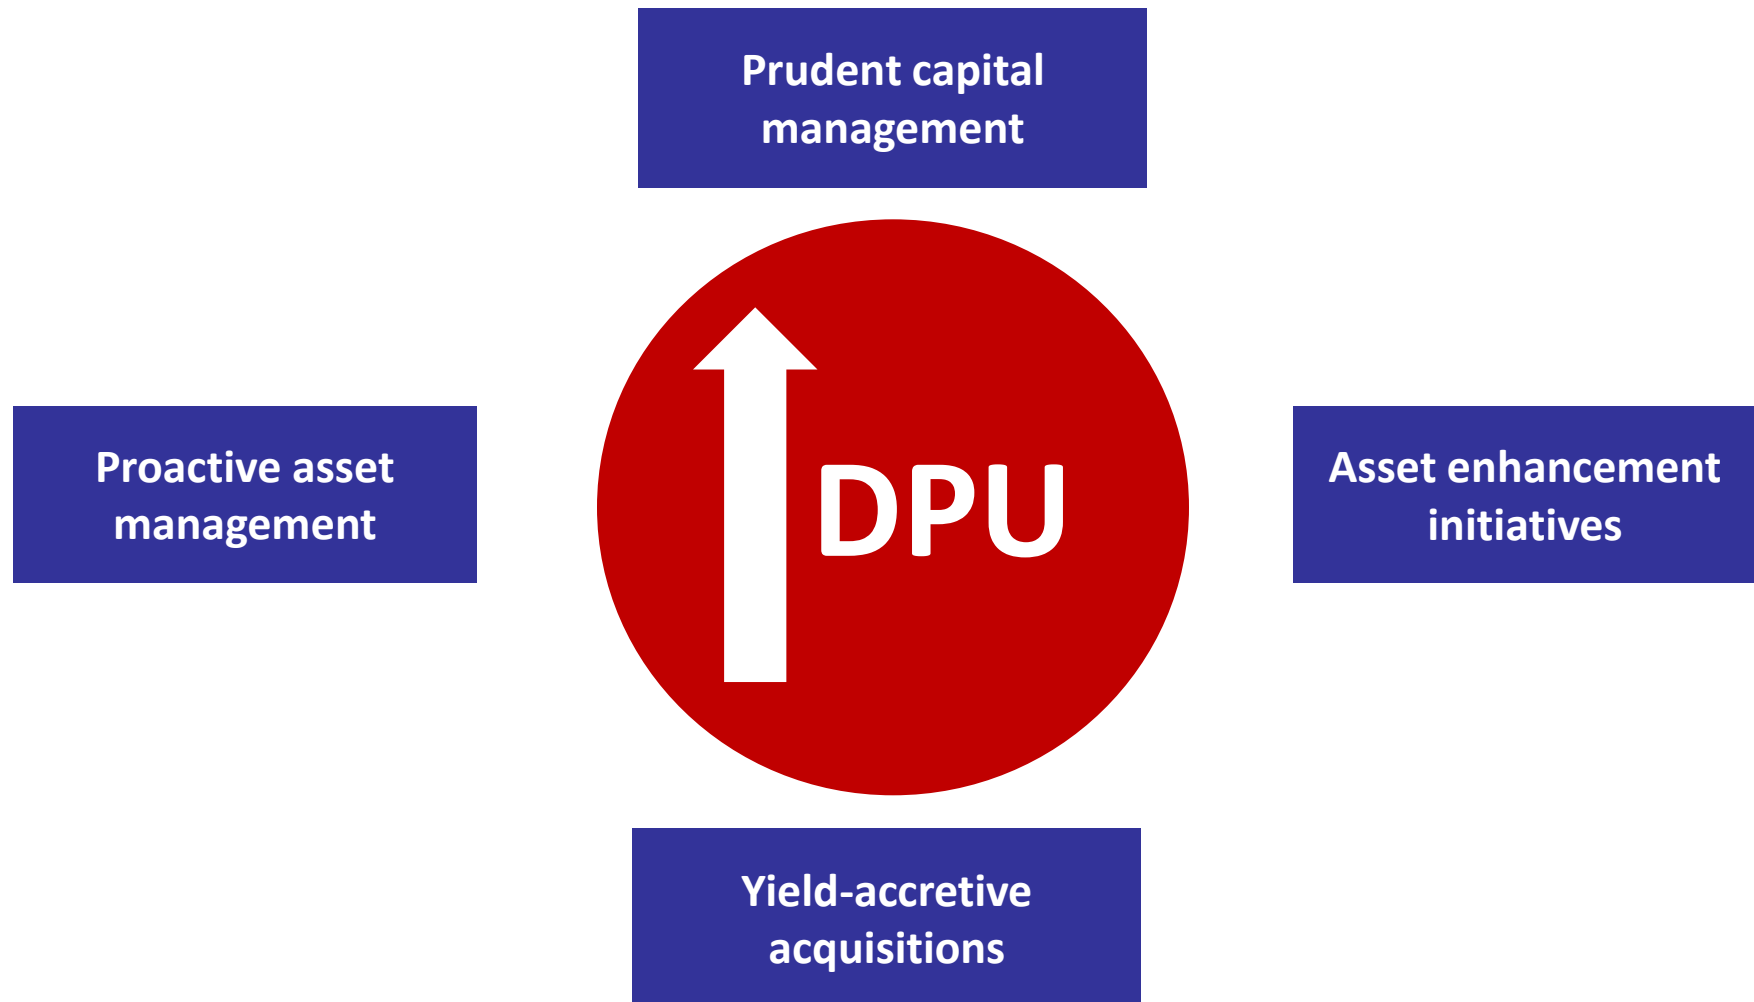 Prudent capital
management
Proactive asset
management
DPU
Asset enhancement
initiatives
Yield-accretive
acquisitions